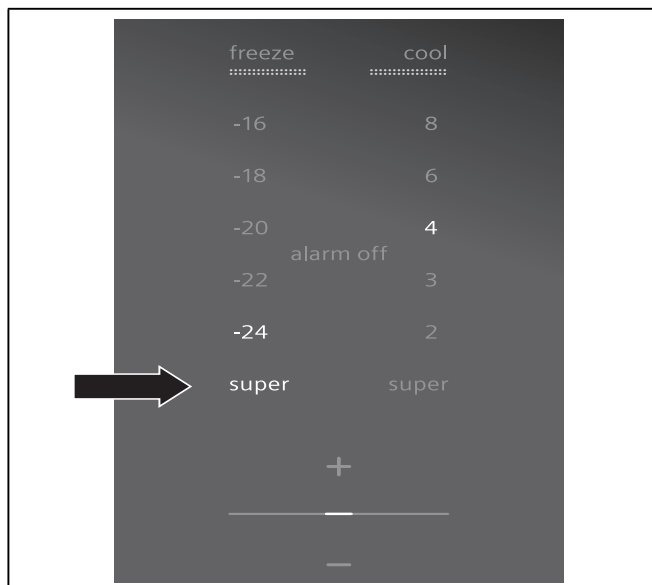 freeze cool
-16 8
-18 6
-20 4
alarm off
-22 3
-24 2
super super
+
−